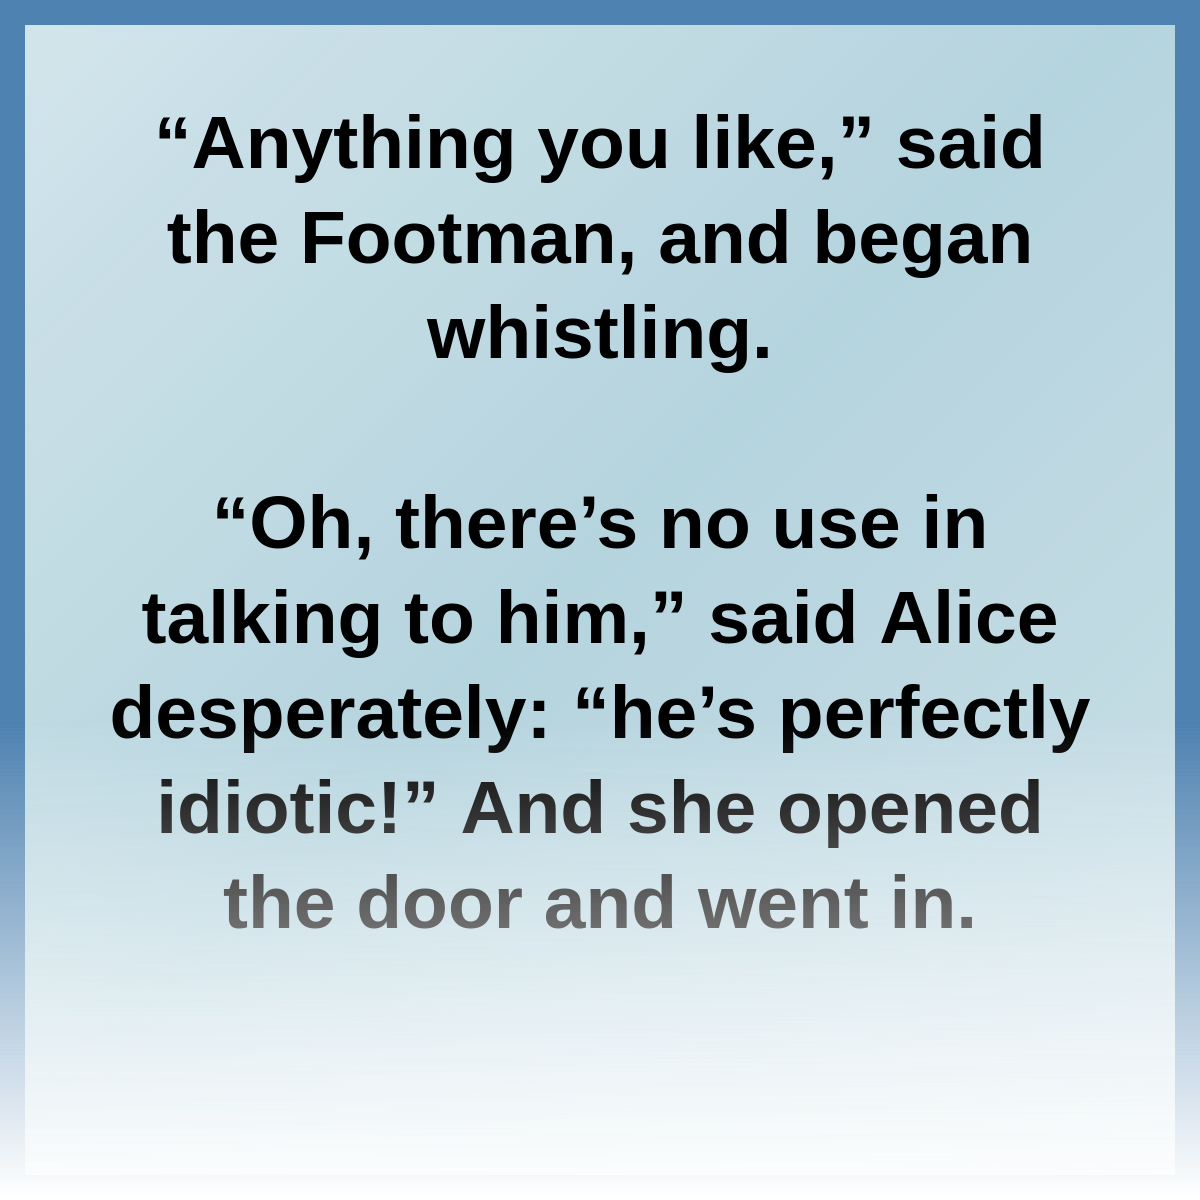 “Anything you like,” said
the Footman, and began
whistling.
“Oh, there’s no use in
talking to him,” said Alice
desperately: “he’s perfectly
idiotic!” And she opened
the door and went in.